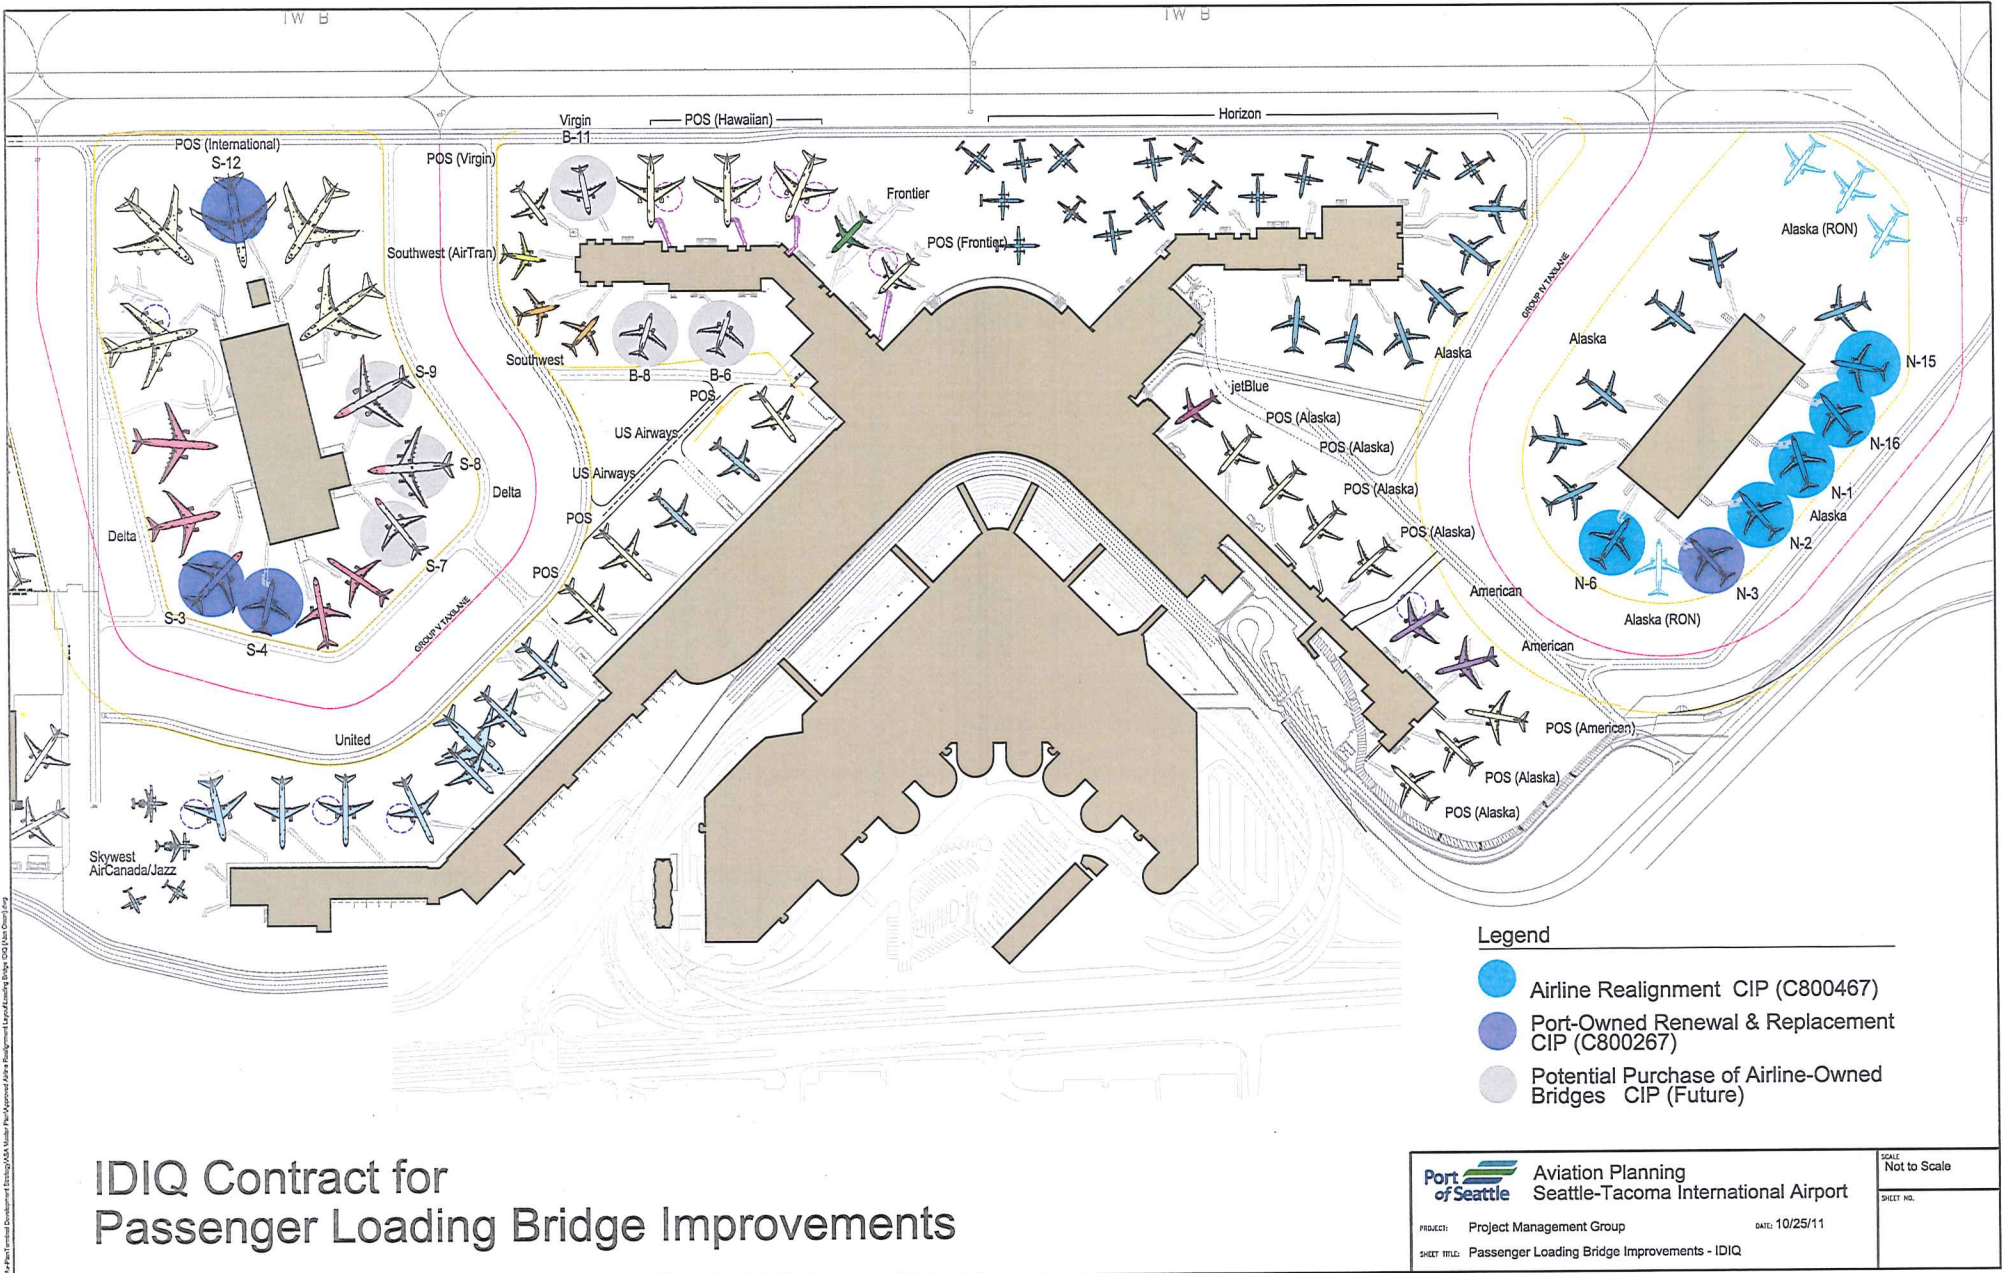 TW B
TW B
Virgin
B-11
POS (Hawaiian)
Horizon
POS (International)
S-12
POS (Virgin)
Frontier
POS (Frontier)
Southwest (AirTran)
Alaska (RON)
GROUP IV TAXILANE
Southwest
B-8
B-6
Alaska
Alaska
N-15
S-9
jetBlue
POS
POS (Alaska)
US Airways
POS (Alaska)
N-16
S-8
US Airways
Delta
POS (Alaska)
N-1
POS
Alaska
POS (Alaska)
Delta
N-2
S-7
POS
N-6
American
N-3
S-3
Alaska (RON)
GROUP V TAXILANE
S-4
American
United
POS (American)
POS (Alaska)
POS (Alaska)
Skywest
AirCanada/Jazz
Legend
Airline Realignment CIP (C800467)
Port-Owned Renewal & Replacement
CIP (C800267)
Potential Purchase of Airline-Owned
Bridges CIP (Future)
IDIQ Contract for
Passenger Loading Bridge Improvements
Port
of Seattle
Aviation Planning
Seattle-Tacoma International Airport
PROJECT: Project Management Group
DATE: 10/25/11
SHEET TITLE: Passenger Loading Bridge Improvements - IDIQ
SCALE
Not to Scale
SHEET NO.